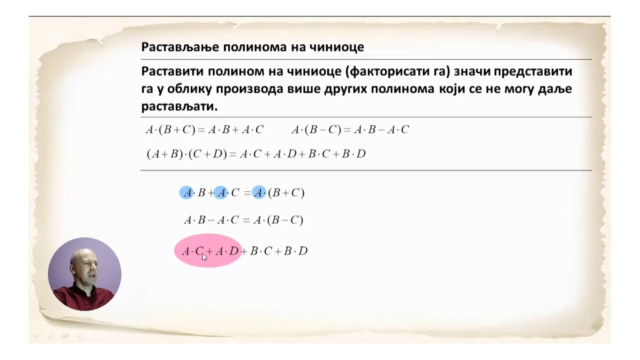 Растављање полинома на чиниоце
Раставити полином на чиниоце (факторисати га) значи представити
га у облику производа више других полинома који се не могу даље
растављати.
A·(B+C)=A·B+A·C A·(B−C)=A·B−A·C
(A+B)·(C+D)=A·C+A·D+B·C+B·D
A·B+A·C=A·(B+C)
A·B−A·C=A·(B−C)
A·C+A·D+B·C+B·D